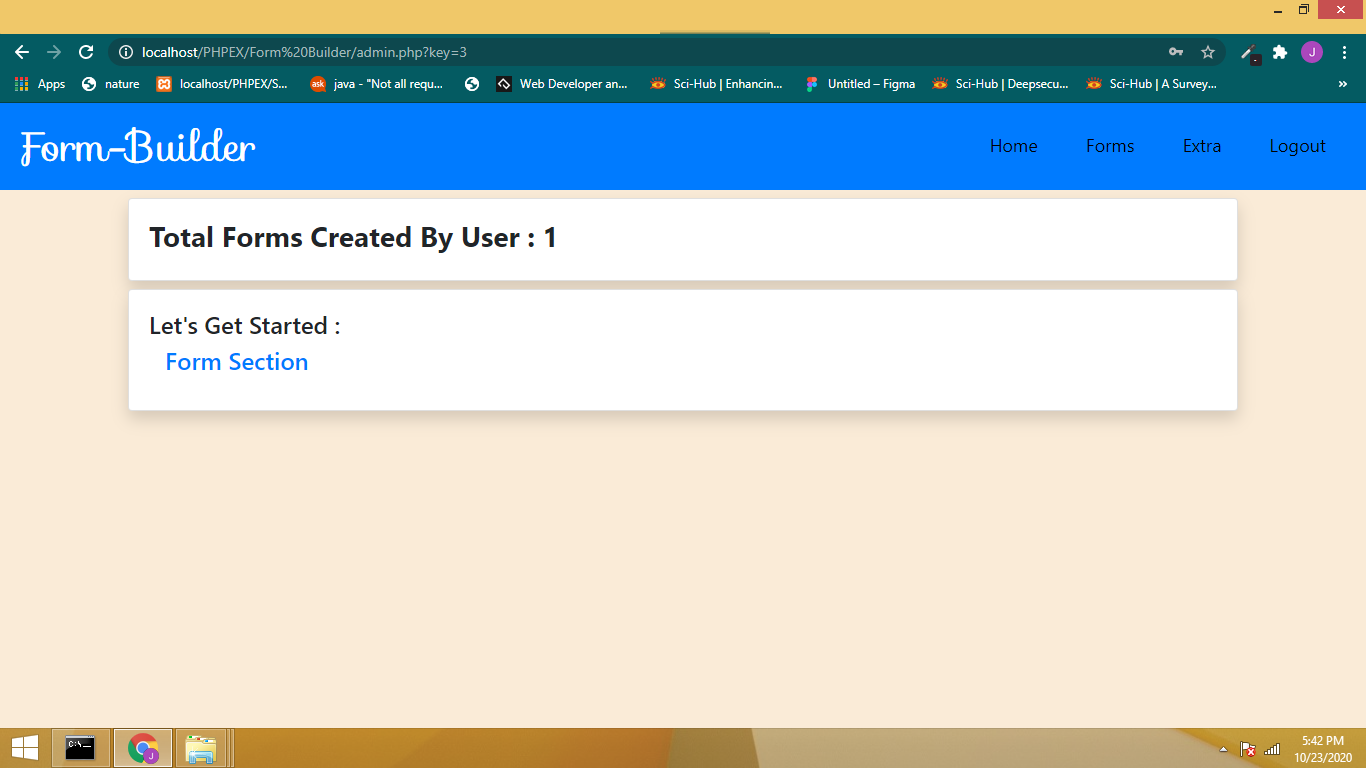 localhost/PHPEX/Form%20Builder/admin.php?key=3
J
Apps nature localhost/PHPEX/S... java - "Not all requ... Web Developer an... Sci-Hub | Enhancin... Untitled – Figma Sci-Hub | Deepsecu... Sci-Hub | A Survey... »
Form-Builder
Home Forms Extra Logout
Total Forms Created By User : 1
Let's Get Started :
Form Section
5:42 PM
10/23/2020